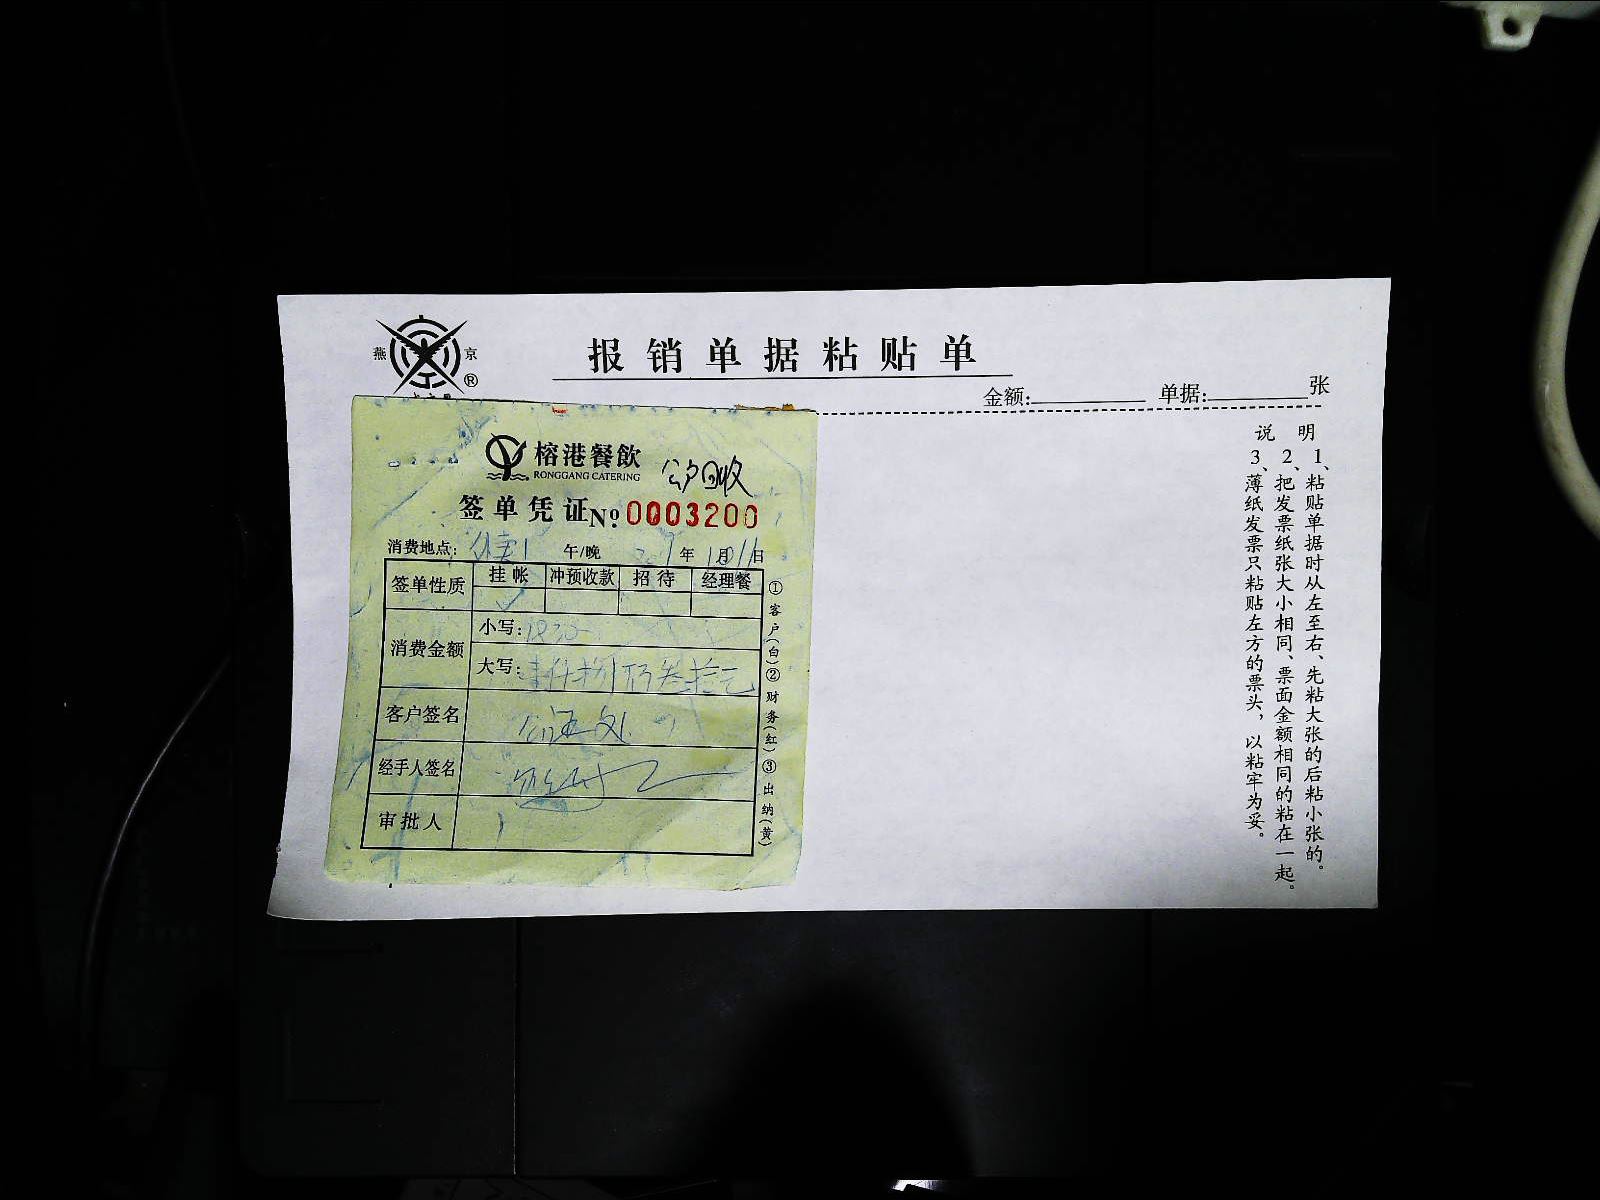 燕 京
®
报销单据粘贴单
金额: 单据: 张
榕港餐飲
RONGGANG CATERING
回收
签单凭证 № 0003200
消费地点: 午/晚 年 月 日
签单性质 挂帐 冲预收款 招待 经理餐
消费金额
小写:
大写: 叁拾元
客户签名
经手人签名
审批人
①客户(白)②财务(红)③出纳(黄)
说明
1、粘贴单据时从左至右、先粘大张的后粘小张的。
2、把发票纸张大小相同、票面金额相同的粘在一起。
3、薄纸发票只粘贴左方的票头,以粘牢为妥。